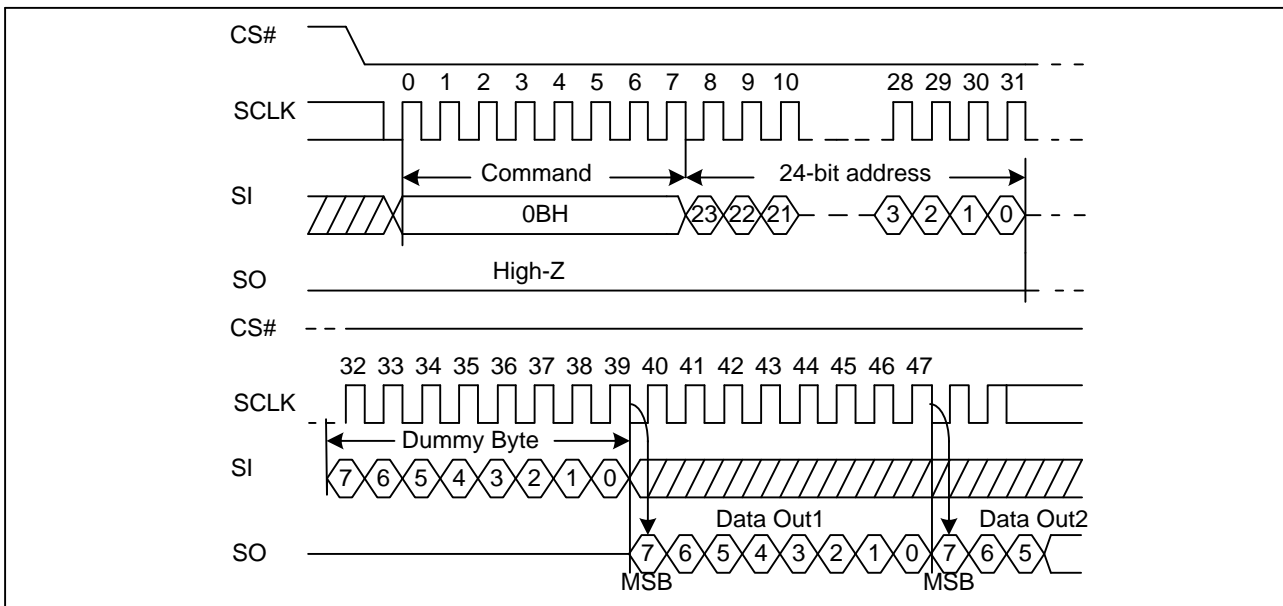 CS#
0 1 2 3 4 5 6 7 8 9 10 28 29 30 31
SCLK
Command 24-bit address
SI
0BH 23 22 21 3 2 1 0
High-Z
SO
CS#
32 33 34 35 36 37 38 39 40 41 42 43 44 45 46 47
SCLK
Dummy Byte
SI
7 6 5 4 3 2 1 0
Data Out1 Data Out2
SO
7 6 5 4 3 2 1 0 7 6 5
MSB MSB